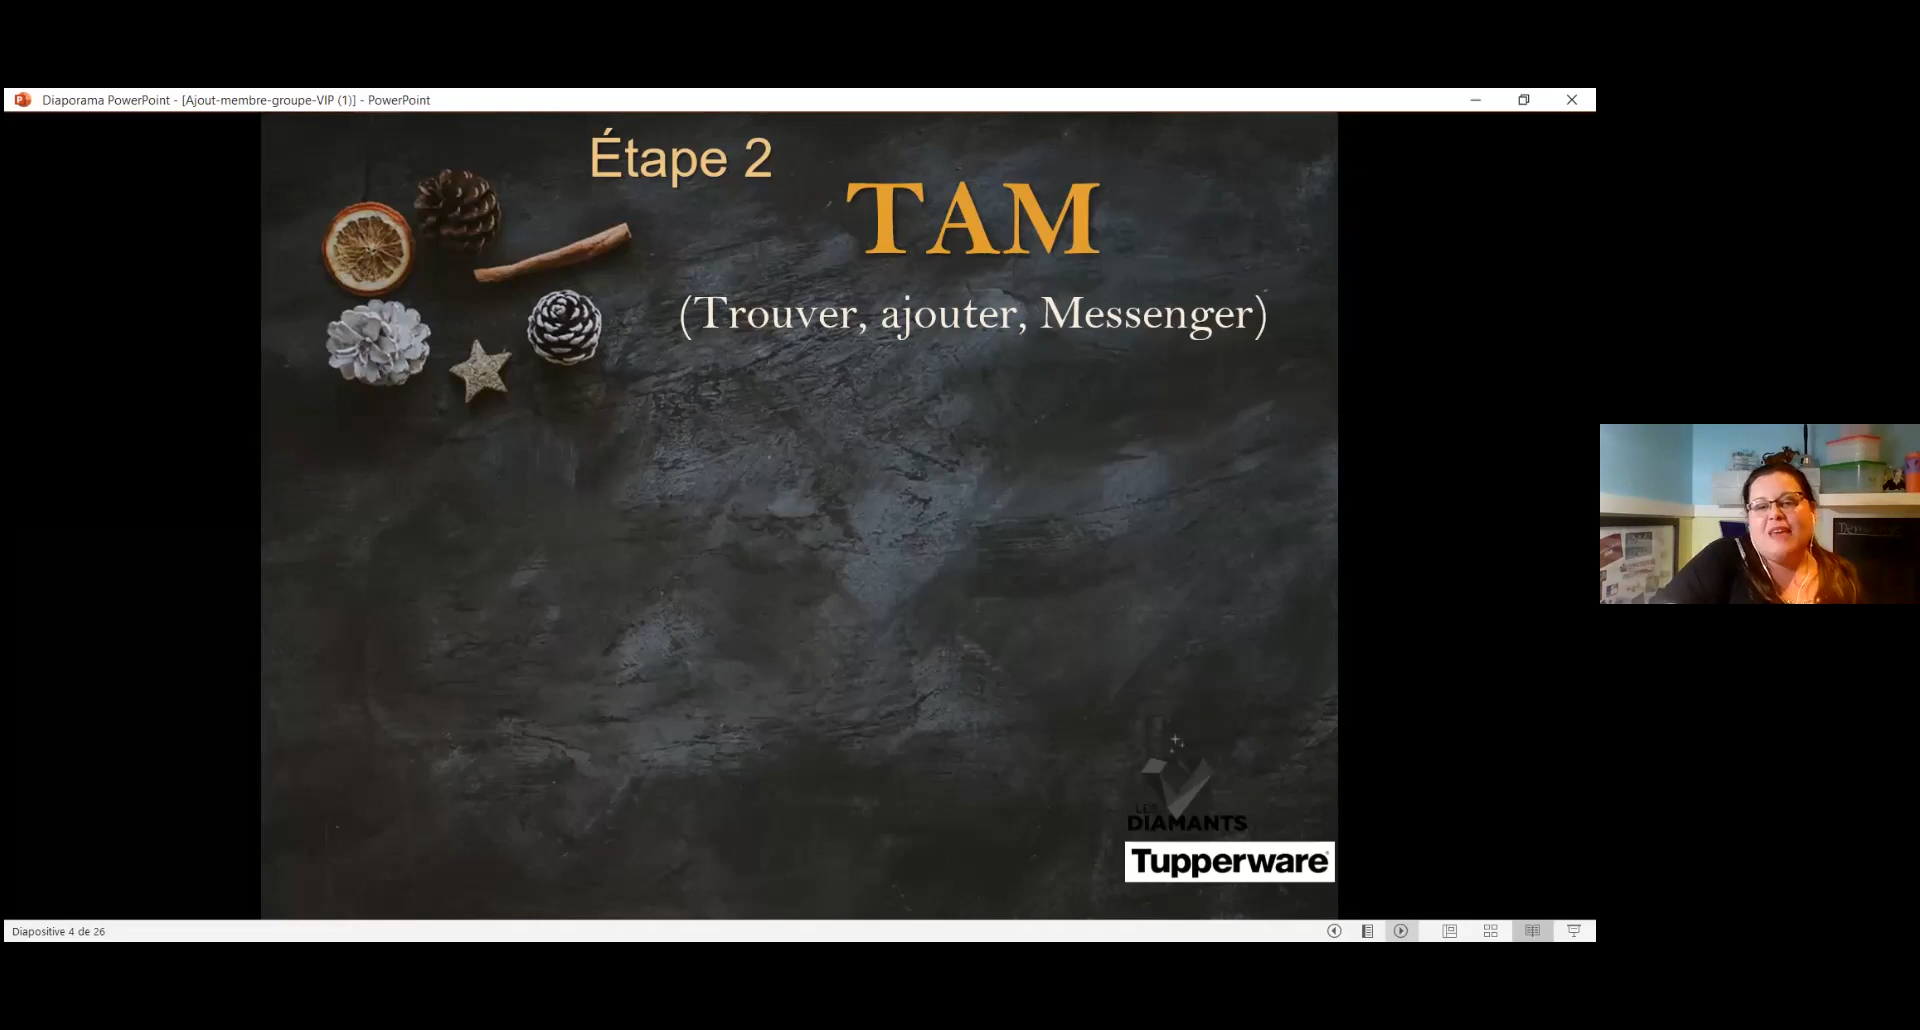 Diaporama PowerPoint - [Ajout-membre-groupe-VIP (1)] - PowerPoint
Étape 2
TAM
(Trouver, ajouter, Messenger)
LES
DIAMANTS
Tupperware
Diapositive 4 de 26